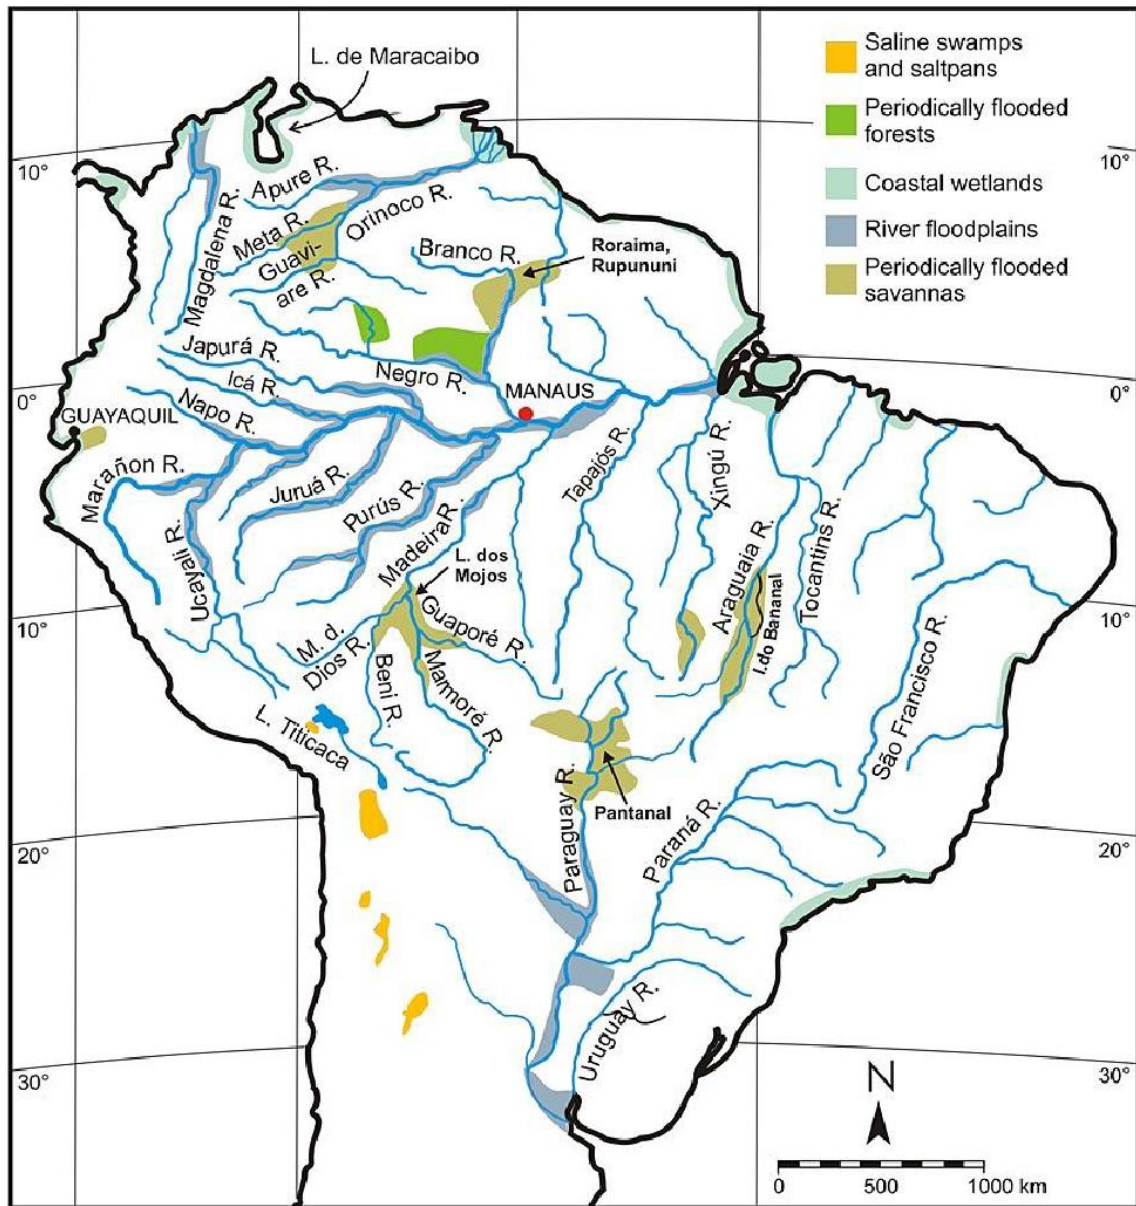 L. de Maracaibo
Saline swamps
and saltpans
Periodically flooded
forests
Coastal wetlands
River floodplains
Periodically flooded
savannas
10°
10°
Magdalena R.
Apure R.
Meta R.
Orinoco R.
Guavi-
are R.
Branco R.
Roraima,
Rupununi
Japurá R.
Negro R.
Icá R.
MANAUS
0°
0°
GUAYAQUIL
Napo R.
Marañon R.
Juruá R.
Purús R.
Madeira R.
Tapajós R.
Xingú R.
Ucayali R.
L. dos
Mojos
Araguaia R.
I.do Bananal
Tocantins R.
São Francisco R.
10°
10°
M. d.
Dios R.
Guaporé R.
Beni R.
Mamoré R.
L. Titicaca
Pantanal
Paraguay R.
Paraná R.
20°
20°
Uruguay R.
30°
30°
N
0
500
1000 km